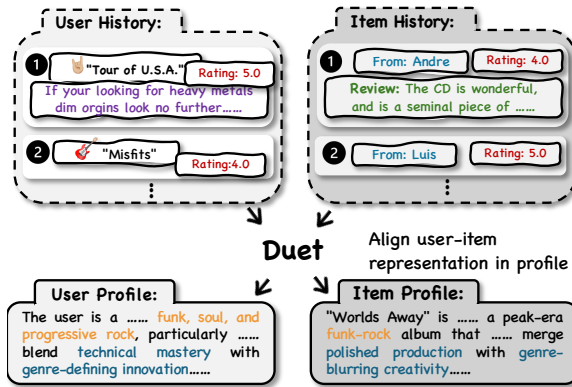 User History:
1
"Tour of U.S.A."
Rating: 5.0
If your looking for heavy metals
dim orgins look no further......
2
"Misfits"
Rating:4.0
⋮
Item History:
1
From: Andre
Rating: 4.0
Review: The CD is wonderful,
and is a seminal piece of ......
2
From: Luis
Rating: 5.0
⋮
Duet
Align user-item
representation in profile
User Profile:
The user is a ...... funk, soul, and
progressive rock, particularly ......
blend technical mastery with
genre-defining innovation......
Item Profile:
"Worlds Away" is ...... a peak-era
funk-rock album that ...... merge
polished production with genre-
blurring creativity......